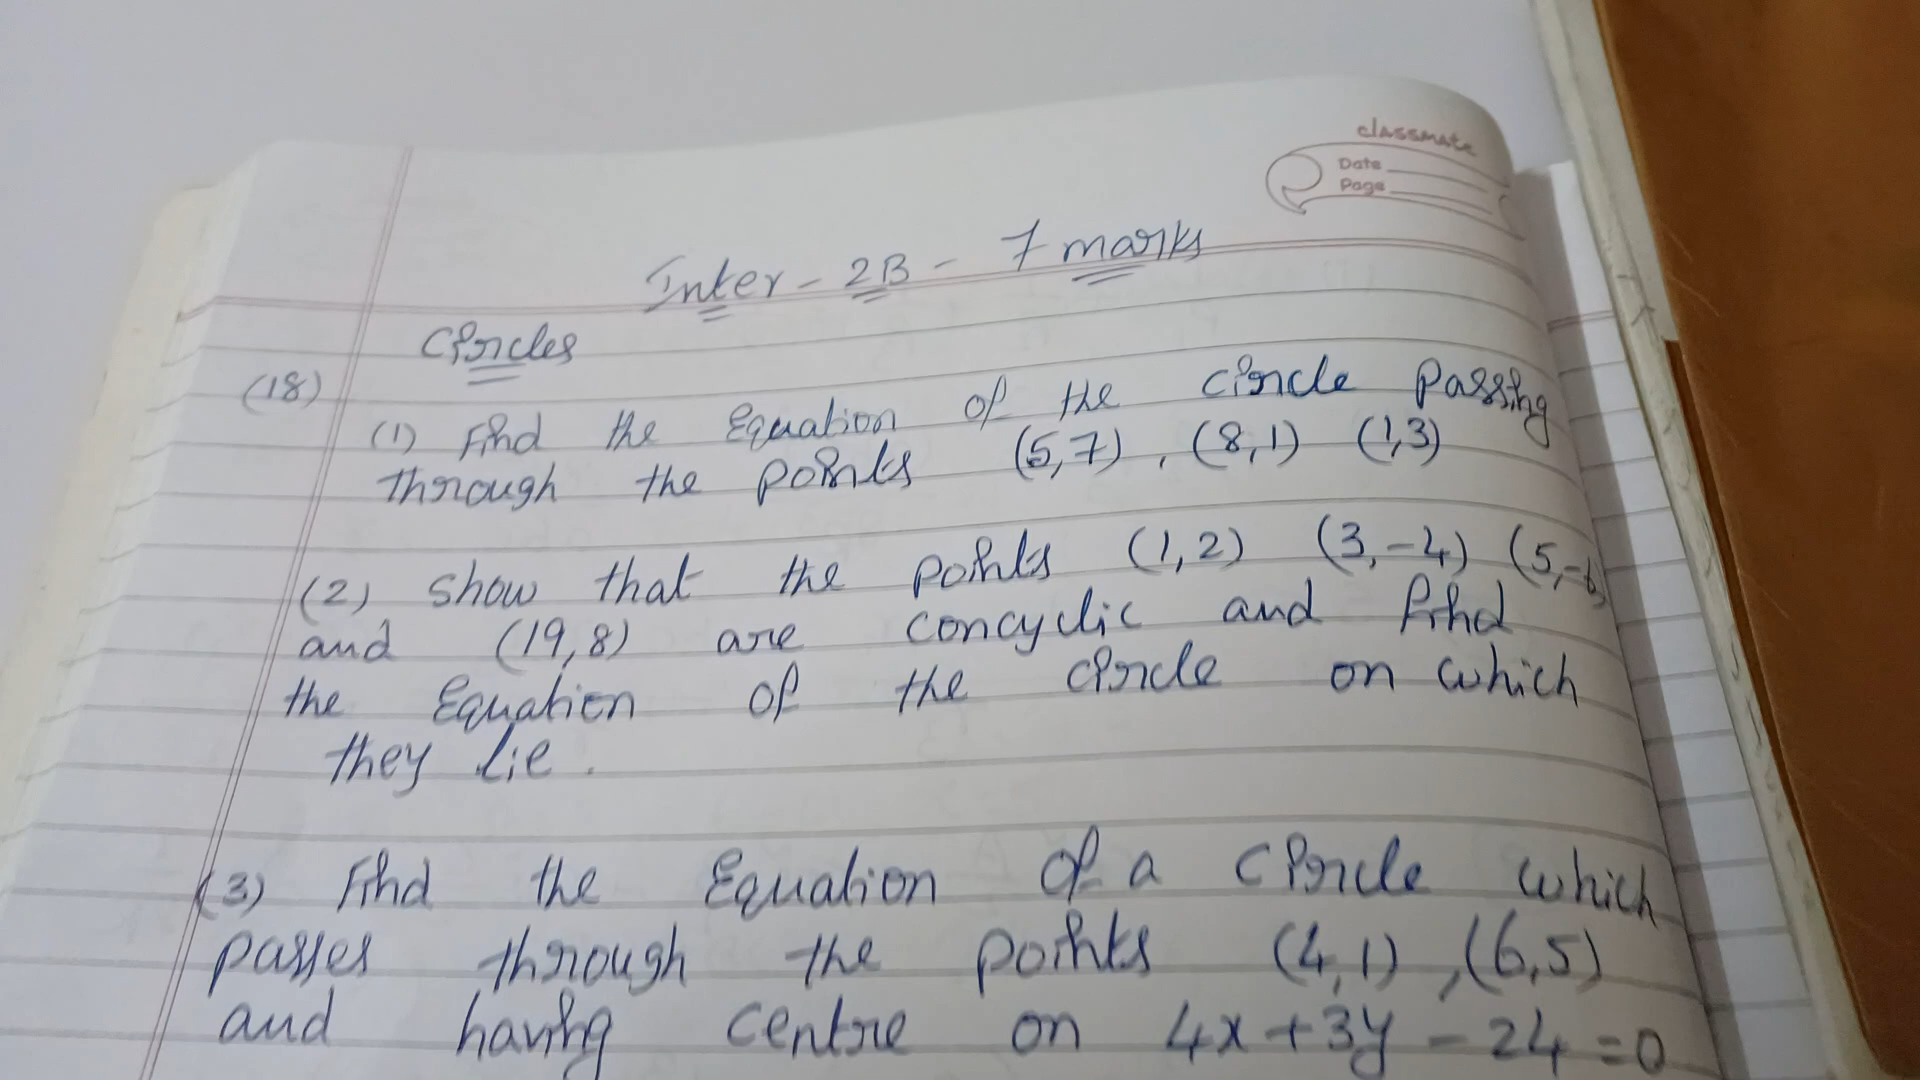 classmate
Date
Page
Inter - 2B - 7 marks
Circles
(18)
(1) Find the Equation of the circle Passing
through the points (5,7), (8,1) (1,3)
(2) show that the points (1,2) (3,-4) (5,-6)
and (19,8) are concyclic and find
the Equation of the circle on which
they lie.
(3) Find the Equation of a circle which
passes through the points (4,1), (6,5)
and having centre on 4x+3y-24=0